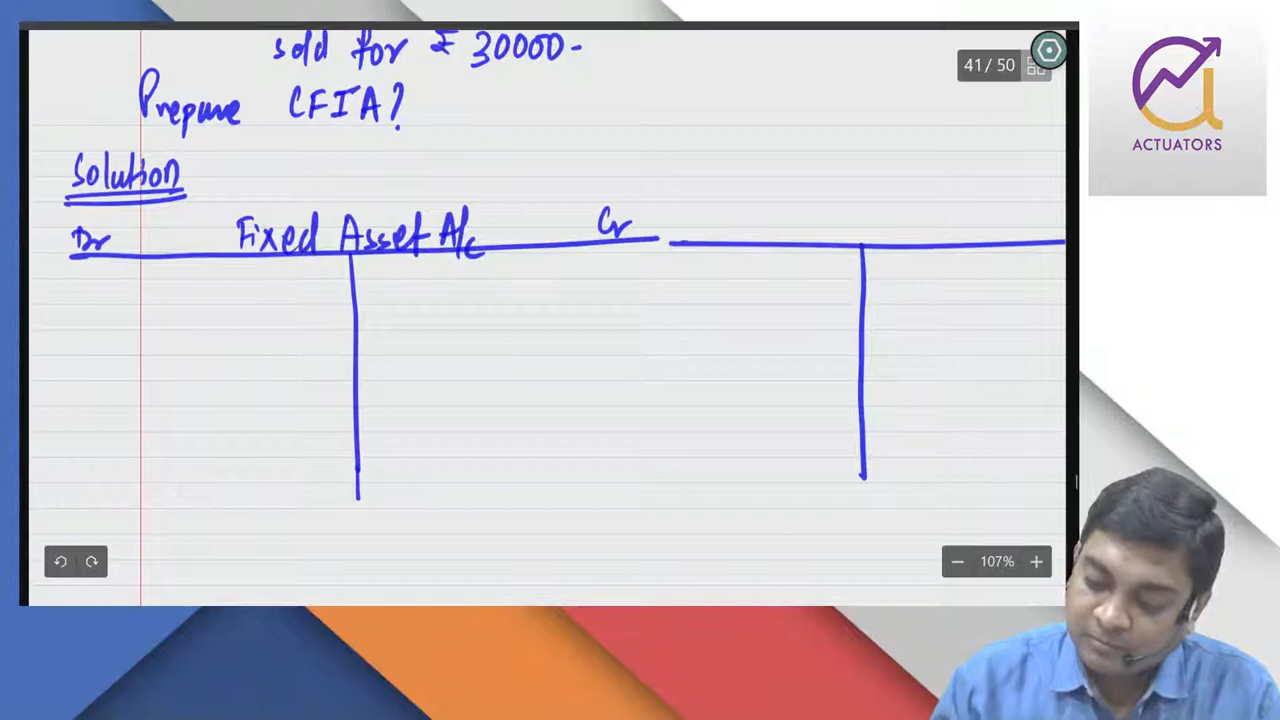 sold for ₹ 30000-
41 / 50
Prepare CFIA?
ACTUATORS
Solution
Dr Fixed Asset A/c Cr
107%